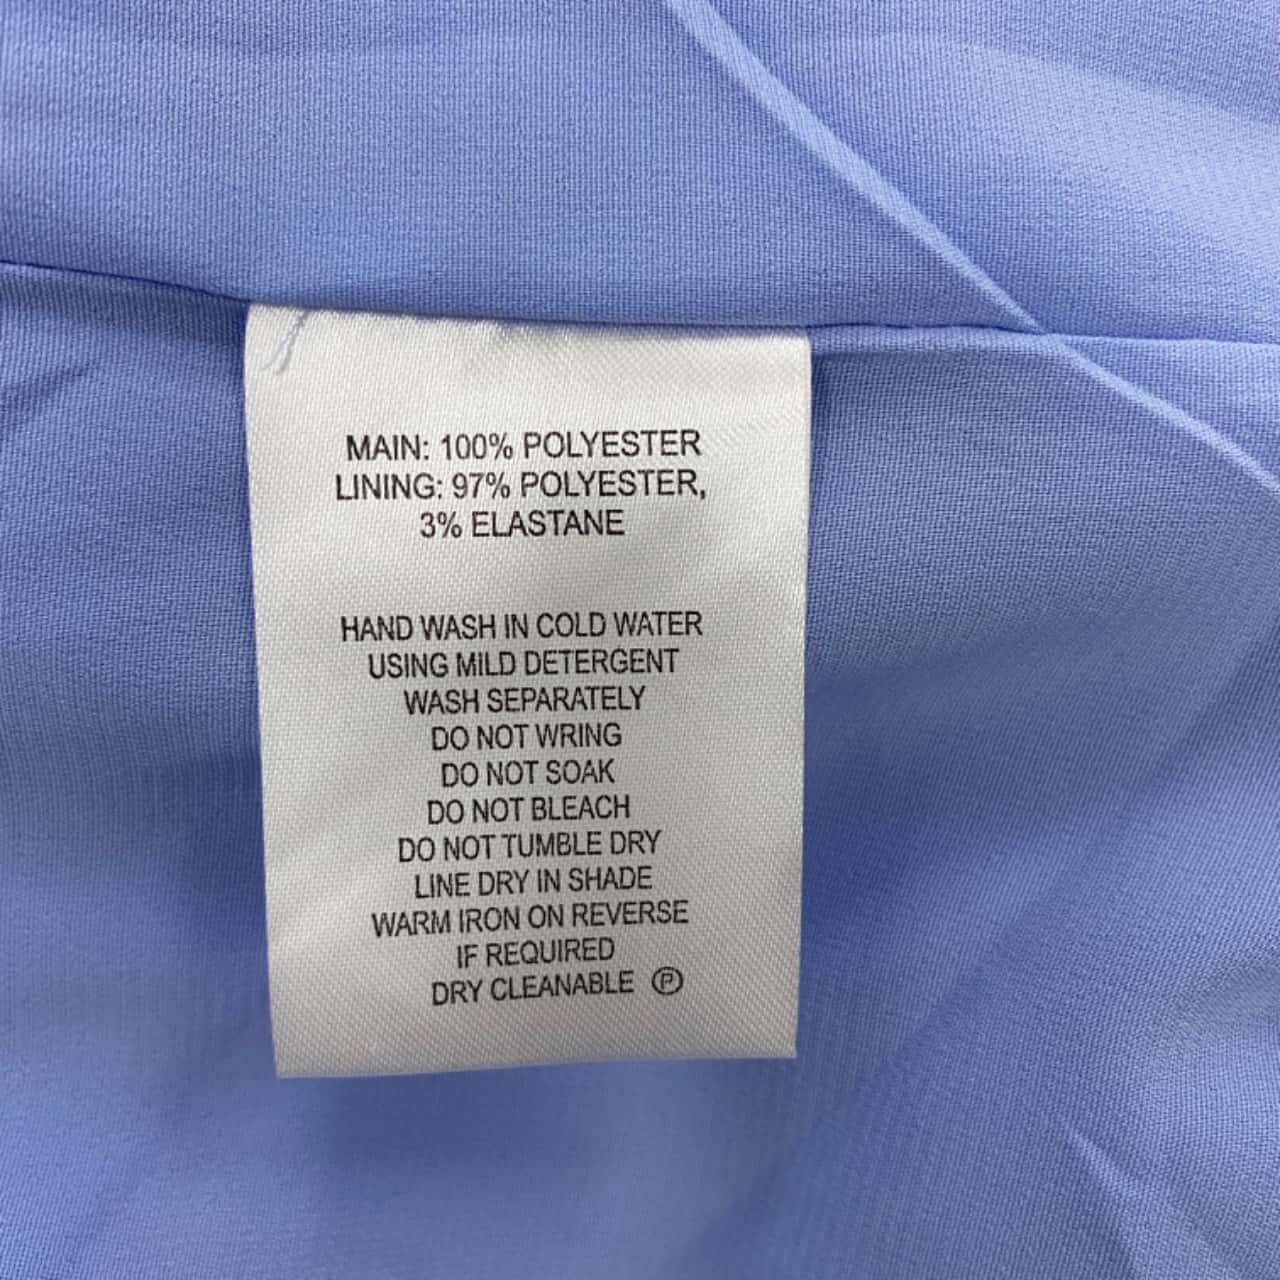 MAIN: 100% POLYESTER
LINING: 97% POLYESTER,
3% ELASTANE
HAND WASH IN COLD WATER
USING MILD DETERGENT
WASH SEPARATELY
DO NOT WRING
DO NOT SOAK
DO NOT BLEACH
DO NOT TUMBLE DRY
LINE DRY IN SHADE
WARM IRON ON REVERSE
IF REQUIRED
DRY CLEANABLE Ⓟ